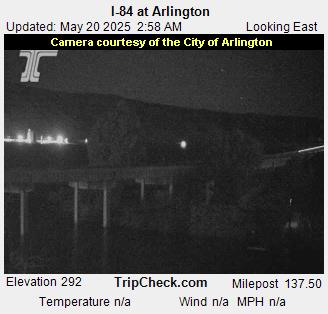 I-84 at Arlington
Updated: May 20 2025 2:58 AM Looking East
Camera courtesy of the City of Arlington
Elevation 292 TripCheck.com Milepost 137.50
Temperature n/a Wind n/a MPH n/a